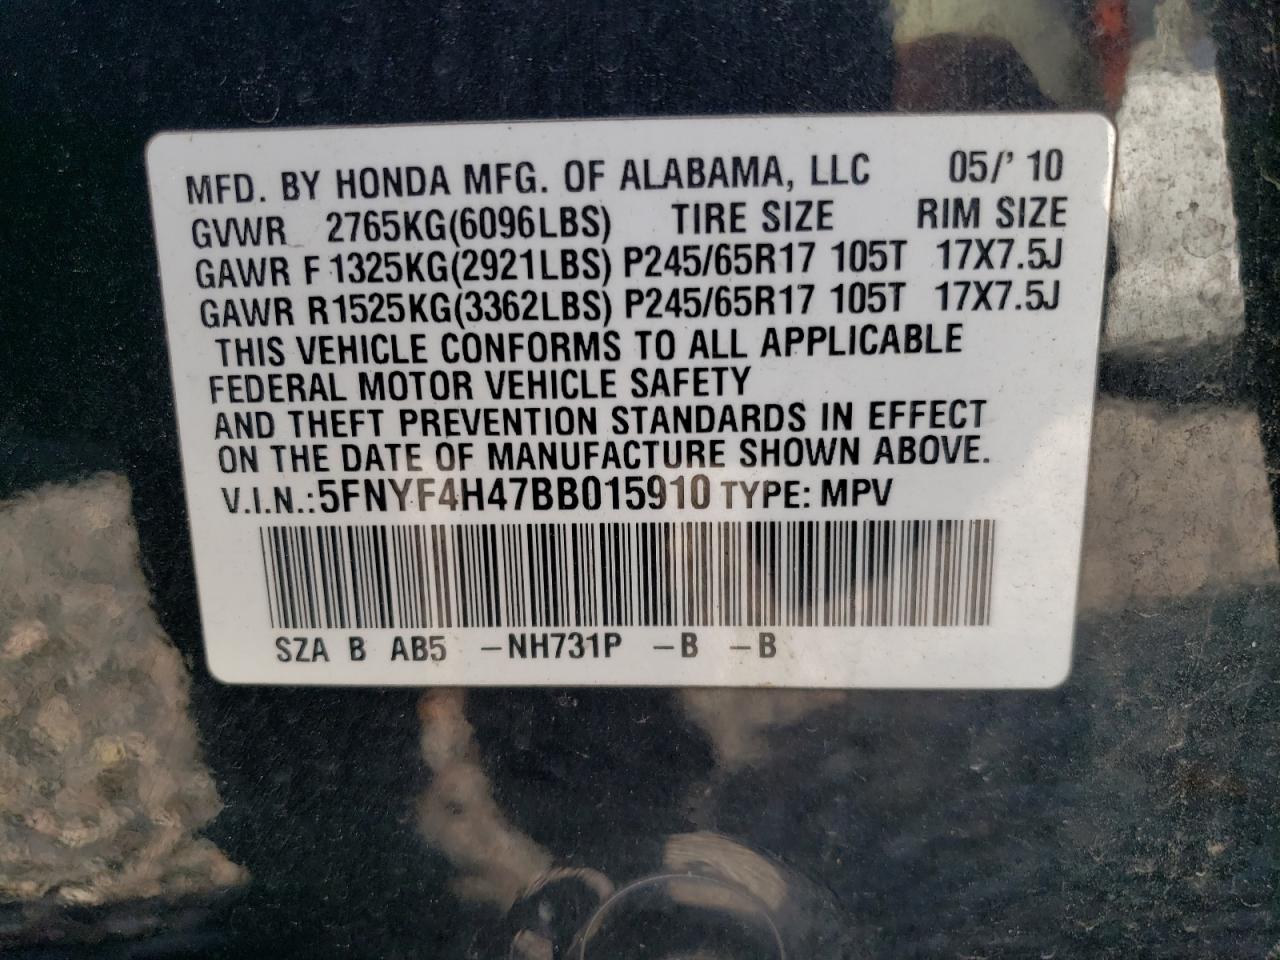 MFD. BY HONDA MFG. OF ALABAMA, LLC 05/' 10
GVWR 2765KG(6096LBS) TIRE SIZE RIM SIZE
GAWR F 1325KG(2921LBS) P245/65R17 105T 17X7.5J
GAWR R1525KG(3362LBS) P245/65R17 105T 17X7.5J
THIS VEHICLE CONFORMS TO ALL APPLICABLE
FEDERAL MOTOR VEHICLE SAFETY
AND THEFT PREVENTION STANDARDS IN EFFECT
ON THE DATE OF MANUFACTURE SHOWN ABOVE.
V.I.N.:5FNYF4H47BB015910 TYPE: MPV
SZA B AB5 -NH731P -B -B